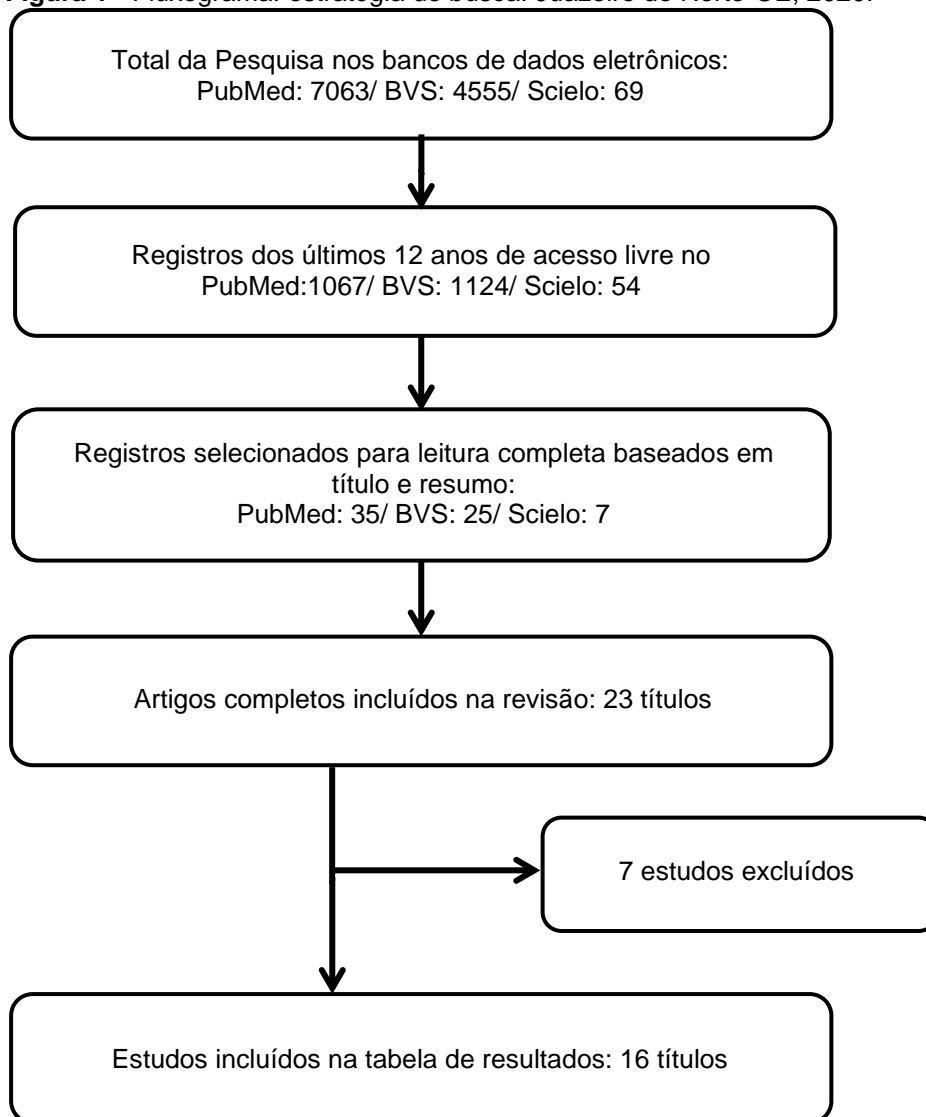 Total da Pesquisa nos bancos de dados eletrônicos:
PubMed: 7063/ BVS: 4555/ Scielo: 69
Registros dos últimos 12 anos de acesso livre no
PubMed:1067/ BVS: 1124/ Scielo: 54
Registros selecionados para leitura completa baseados em
título e resumo:
PubMed: 35/ BVS: 25/ Scielo: 7
Artigos completos incluídos na revisão: 23 títulos
7 estudos excluídos
Estudos incluídos na tabela de resultados: 16 títulos